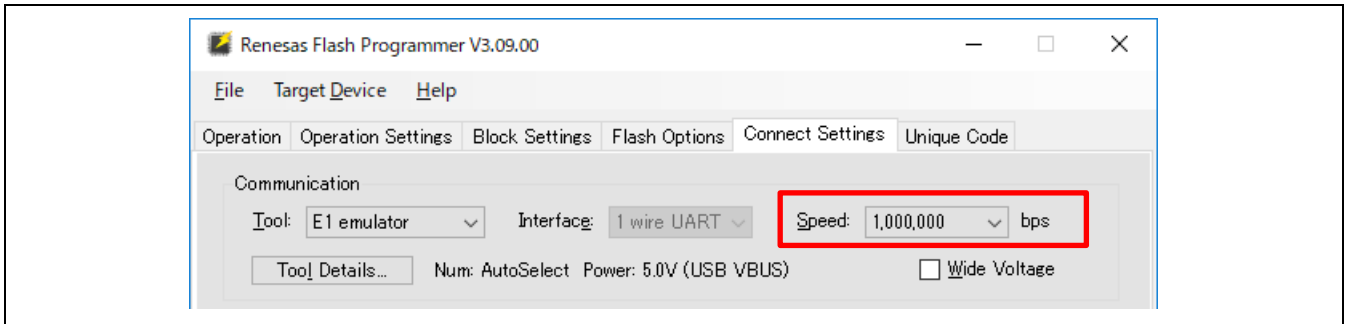 Renesas Flash Programmer V3.09.00
File Target Device Help
Operation Operation Settings Block Settings Flash Options Connect Settings Unique Code
Communication
Tool: E1 emulator Interface: 1 wire UART Speed: 1,000,000 bps
Tool Details... Num: AutoSelect Power: 5.0V (USB VBUS) Wide Voltage